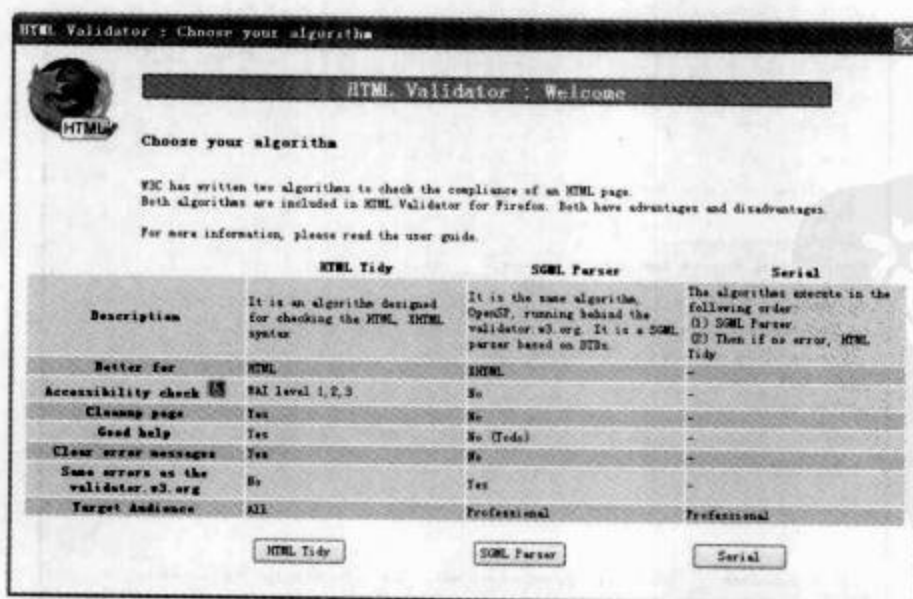 HTML Validator : Choose your algorithm
HTML
HTML Validator : Welcome
Choose your algorithm
W3C has written two algorithms to check the compliance of an HTML page.
Both algorithms are included in HTML Validator for Firefox. Both have advantages and disadvantages.
For more information, please read the user guide.
HTML Tidy SGML Parser Serial
Description
It is an algorithm designed
for checking the HTML, XHTML
syntax
It is the same algorithm,
OpenSP, running behind the
validator.w3.org. It is a SGML
parser based on DTDs.
The algorithms execute in the
following order
(1) SGML Parser
(2) Then if no error, HTML
Tidy
Better for HTML XHTML -
Accessibility check WAI level 1,2,3 No -
Cleanup page Yes No -
Good help Yes No (Todo) -
Clear error messages Yes No -
Same errors as the
validator.w3.org No Yes -
Target Audience All Professional Professional
HTML Tidy SGML Parser Serial